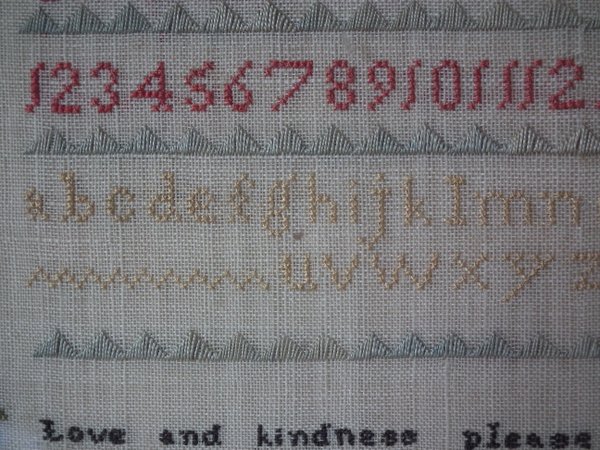 123456789101112
abcdefghijklmn
uvwxyz
Love and kindness please